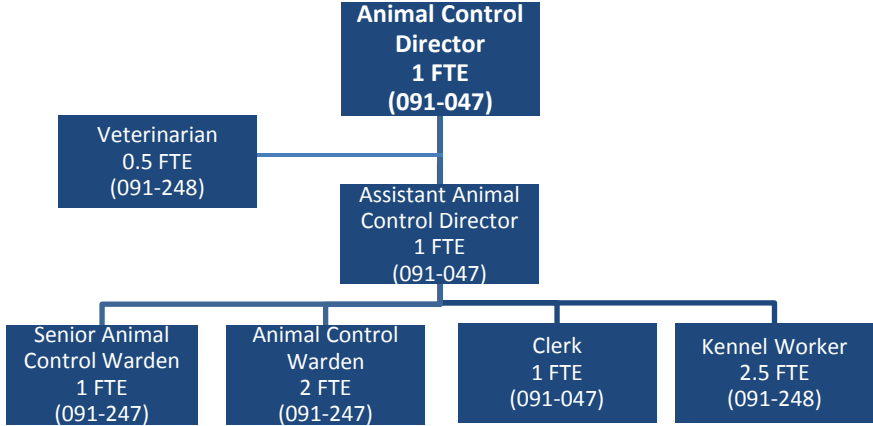 Animal Control
Director
1 FTE
(091-047)
Veterinarian
0.5 FTE
(091-248)
Assistant Animal
Control Director
1 FTE
(091-047)
Senior Animal
Control Warden
1 FTE
(091-247)
Animal Control
Warden
2 FTE
(091-247)
Clerk
1 FTE
(091-047)
Kennel Worker
2.5 FTE
(091-248)